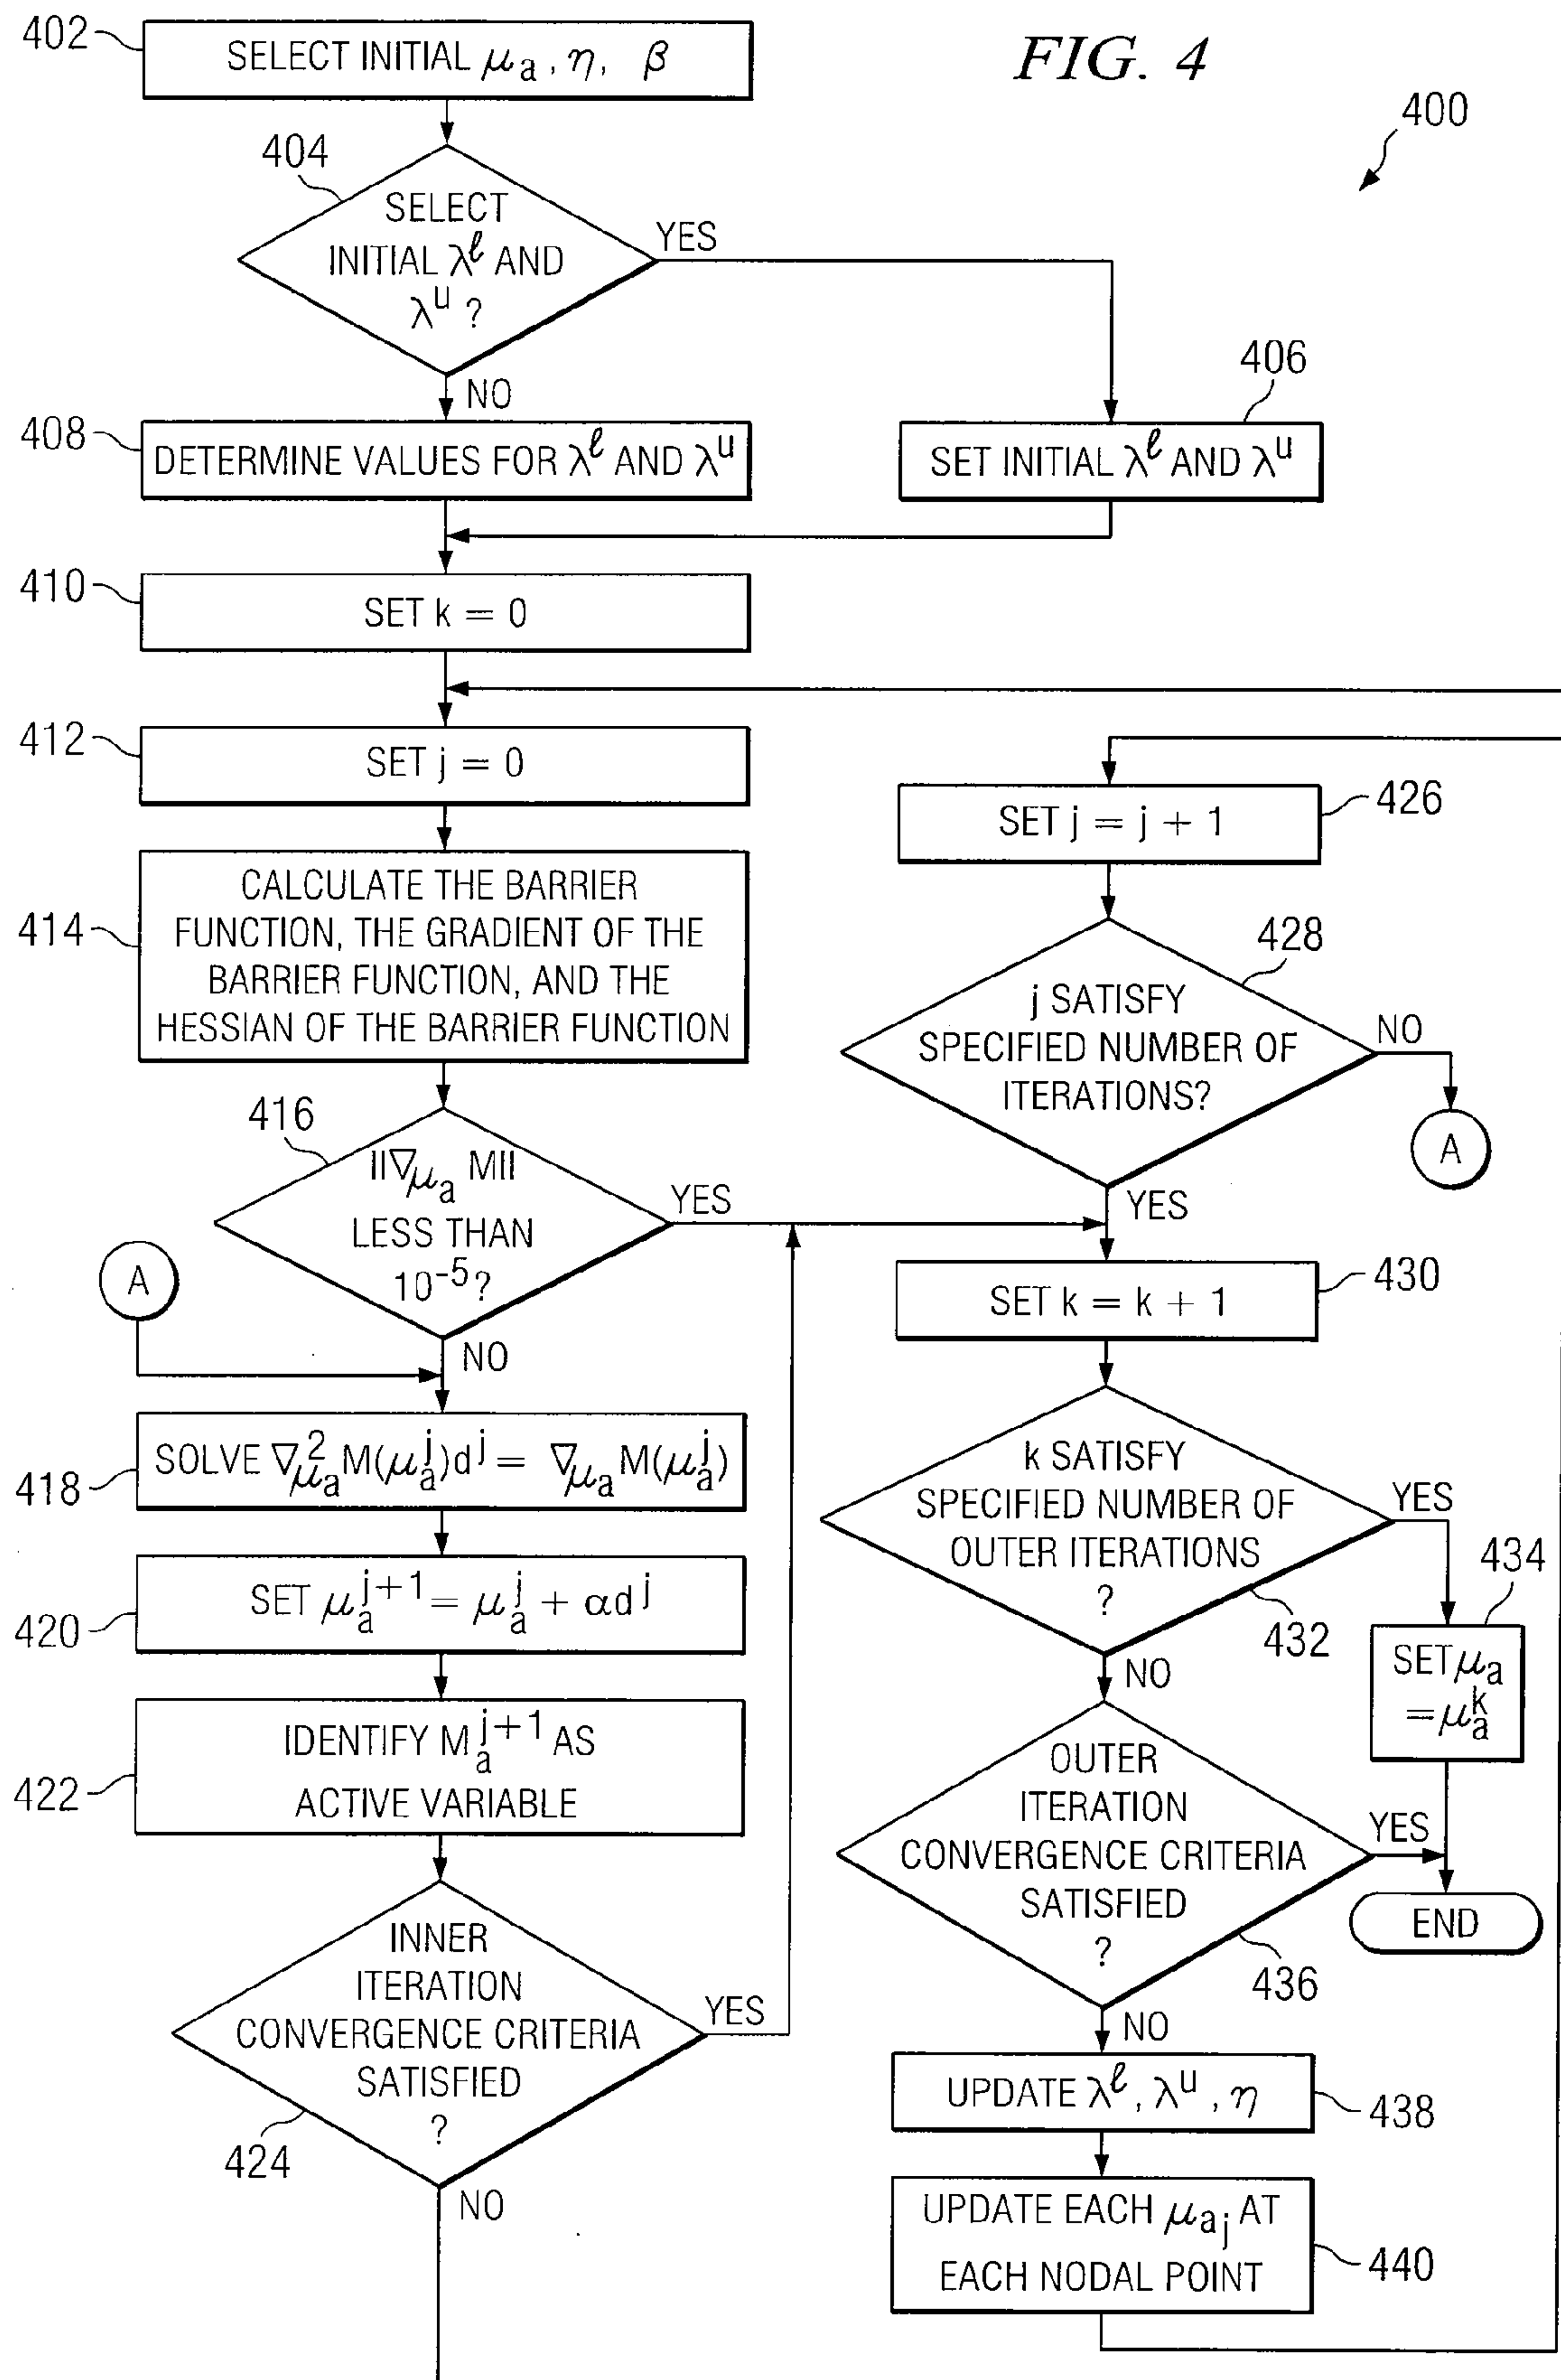 FIG. 4
400
402
SELECT INITIAL μa , η, β
404
SELECT
INITIAL λˡ AND
λᵘ ?
YES
NO
406
SET INITIAL λˡ AND λᵘ
408
DETERMINE VALUES FOR λˡ AND λᵘ
410
SET k = 0
412
SET j = 0
414
CALCULATE THE BARRIER
FUNCTION, THE GRADIENT OF THE
BARRIER FUNCTION, AND THE
HESSIAN OF THE BARRIER FUNCTION
416
||∇μa M||
LESS THAN
10⁻⁵?
YES
NO
A
418
SOLVE ∇²μa M(μaʲ)dʲ = ∇μa M(μaʲ)
420
SET μaʲ⁺¹ = μaʲ + αdʲ
422
IDENTIFY Maʲ⁺¹ AS
ACTIVE VARIABLE
424
INNER
ITERATION
CONVERGENCE CRITERIA
SATISFIED
?
YES
NO
426
SET j = j + 1
428
j SATISFY
SPECIFIED NUMBER OF
ITERATIONS?
NO
A
YES
430
SET k = k + 1
432
k SATISFY
SPECIFIED NUMBER OF
OUTER ITERATIONS
?
YES
NO
434
SET μa
= μaᵏ
436
OUTER
ITERATION
CONVERGENCE CRITERIA
SATISFIED
?
YES
END
NO
438
UPDATE λˡ, λᵘ , η
440
UPDATE EACH μaj AT
EACH NODAL POINT